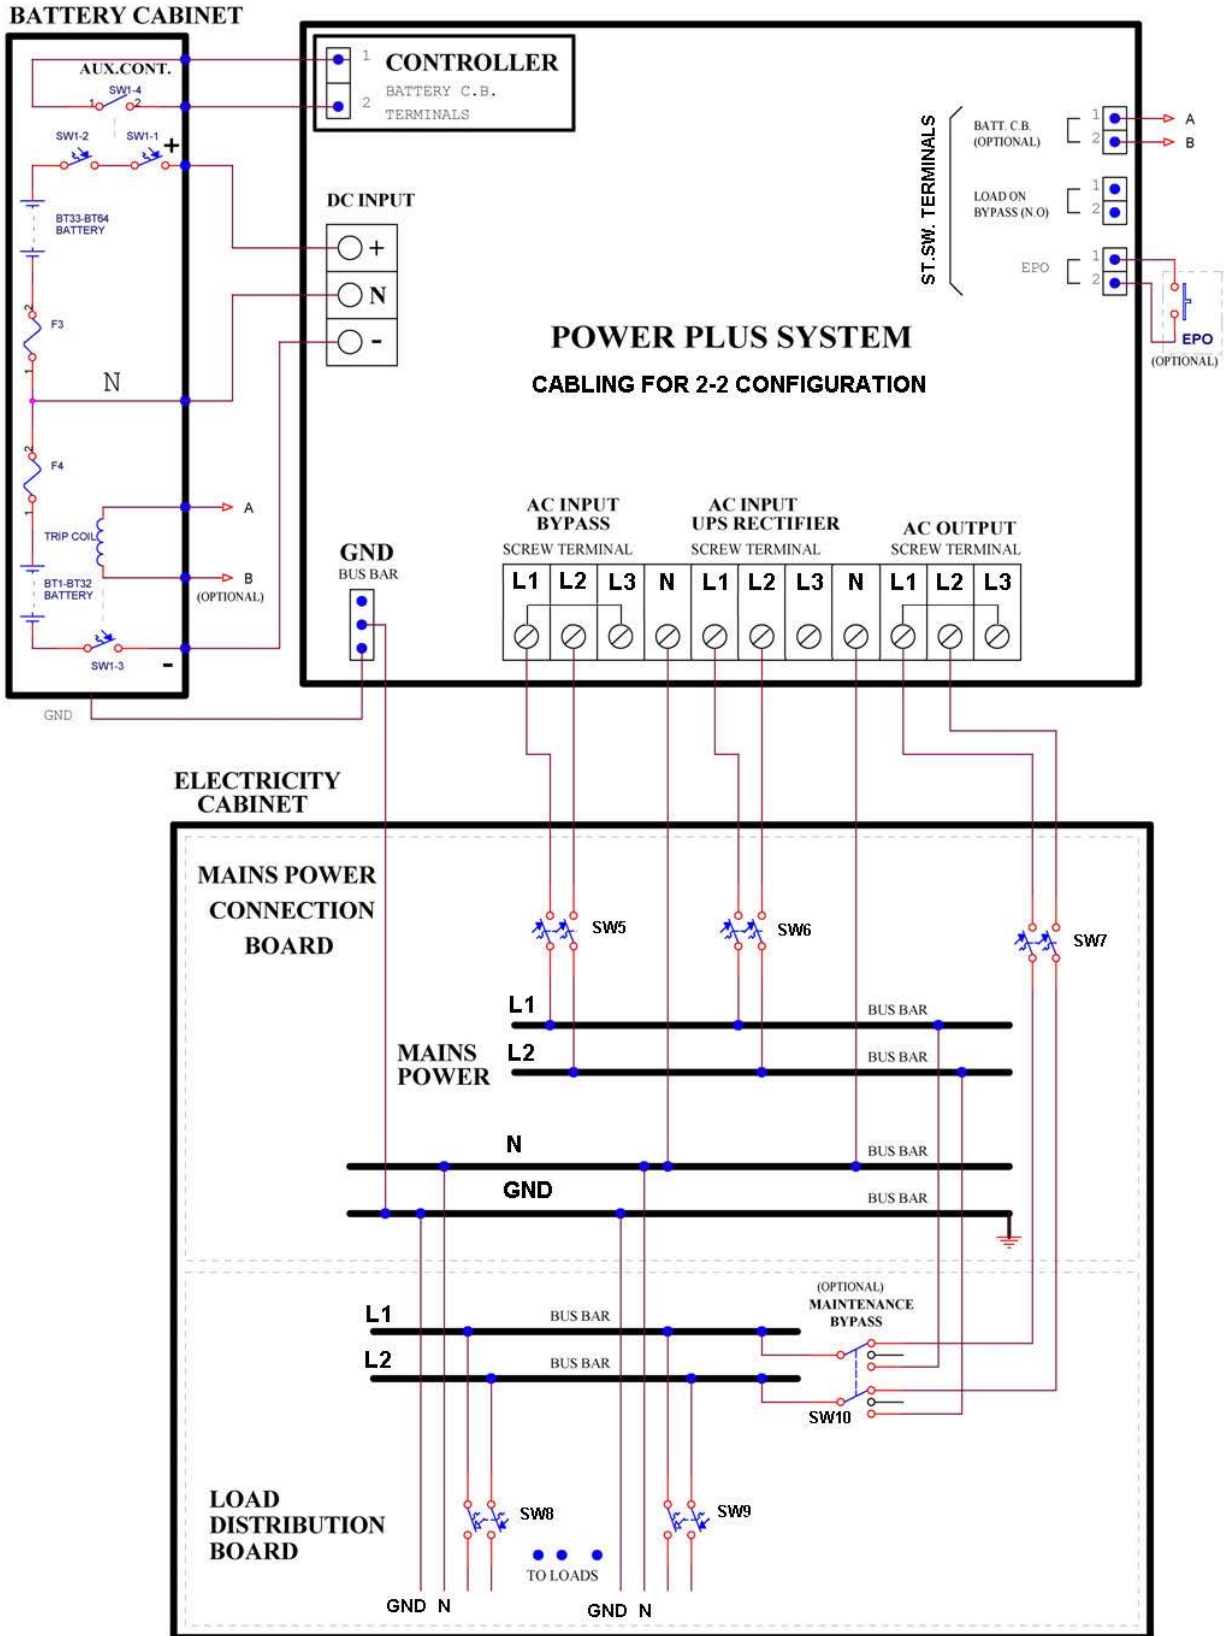 BATTERY CABINET
AUX.CONT.
SW1-4
1 2
SW1-2 SW1-1 +
BT33-BT64
BATTERY
2
F3
1
N
2
F4
1
A
TRIP COIL
B
(OPTIONAL)
BT1-BT32
BATTERY
SW1-3
-
GND
1
CONTROLLER
2
BATTERY C.B.
TERMINALS
DC INPUT
+
N
-
ST.SW. TERMINALS
BATT. C.B.
(OPTIONAL)
1 A
2 B
LOAD ON
BYPASS (N.O)
1
2
EPO
1
2
EPO
(OPTIONAL)
POWER PLUS SYSTEM
CABLING FOR 2-2 CONFIGURATION
GND
BUS BAR
AC INPUT
BYPASS
SCREW TERMINAL
AC INPUT
UPS RECTIFIER
SCREW TERMINAL
AC OUTPUT
SCREW TERMINAL
L1 L2 L3 N L1 L2 L3 N L1 L2 L3
ELECTRICITY
CABINET
MAINS POWER
CONNECTION
BOARD
SW5 SW6 SW7
L1 BUS BAR
MAINS
POWER
L2 BUS BAR
N BUS BAR
GND BUS BAR
(OPTIONAL)
MAINTENANCE
BYPASS
L1 BUS BAR
L2 BUS BAR
SW10
LOAD
DISTRIBUTION
BOARD
SW8 SW9
TO LOADS
GND N GND N